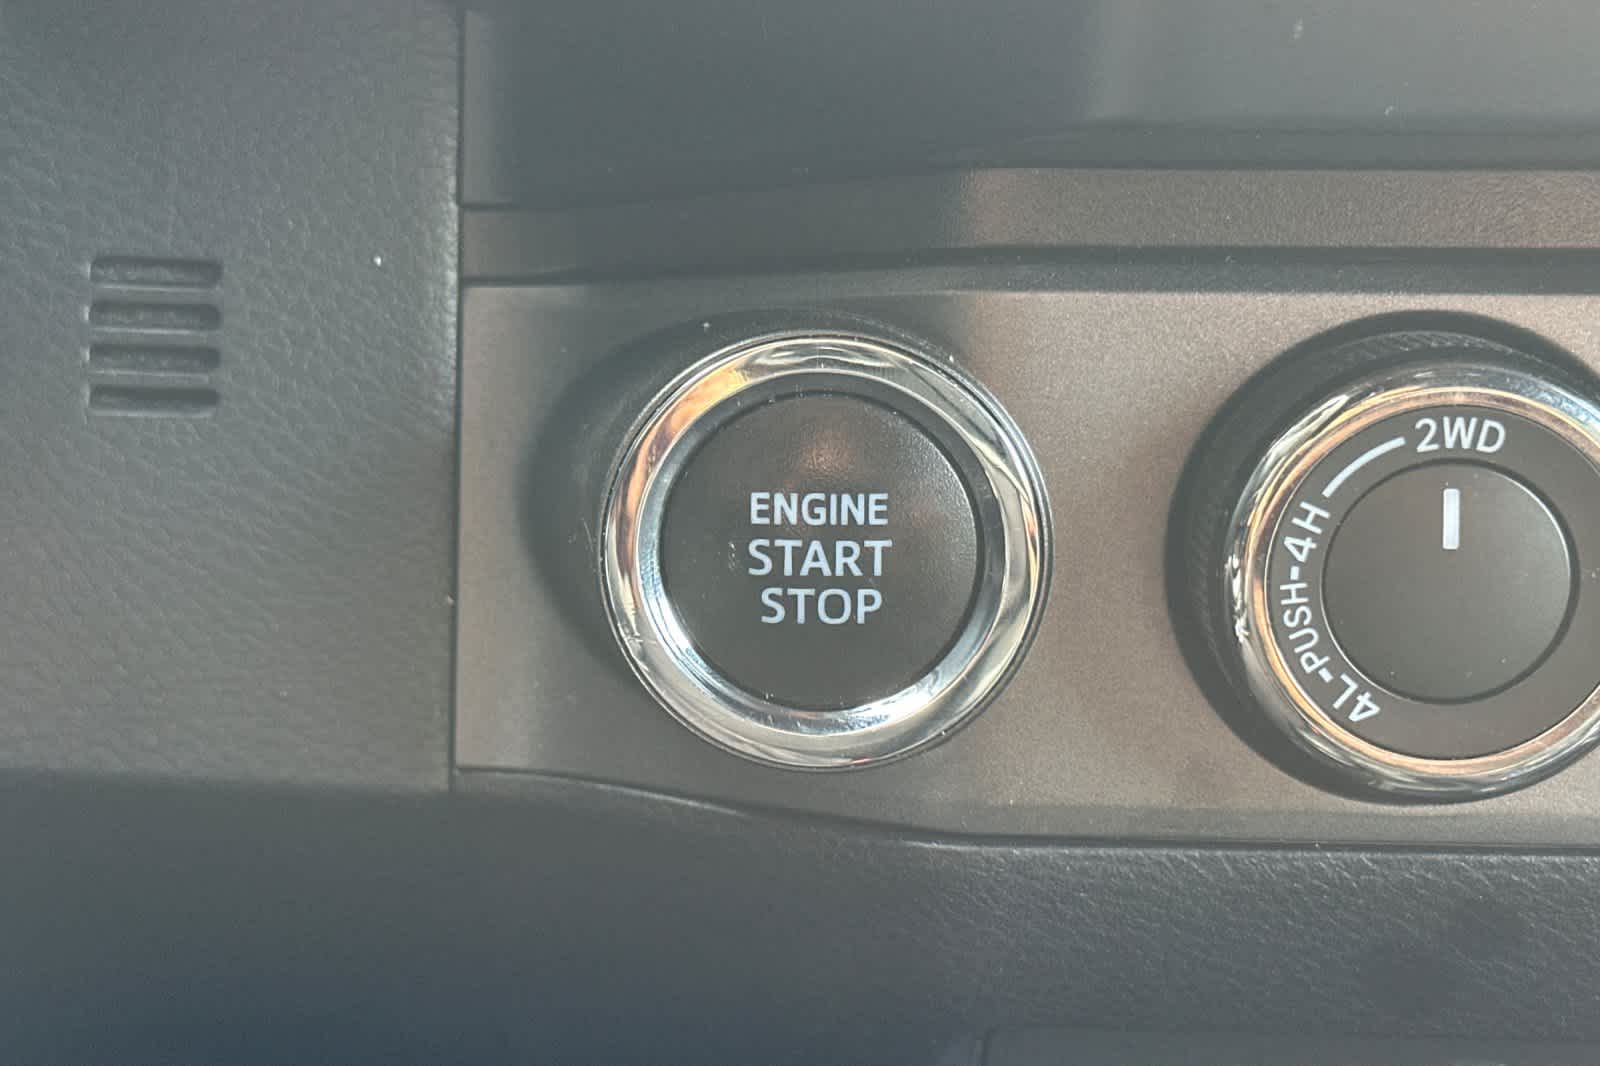 ENGINE
START
STOP
2WD
4L-PUSH-4H